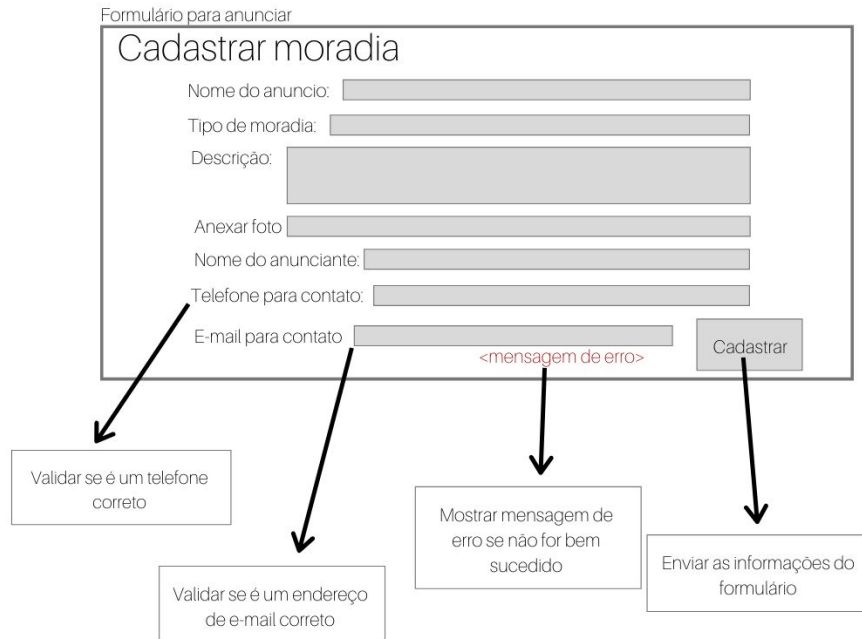 Formulário para anunciar
Cadastrar moradia
Nome do anuncio:
Tipo de moradia:
Descrição:
Anexar foto
Nome do anunciante:
Telefone para contato:
E-mail para contato
<mensagem de erro>
Cadastrar
Validar se é um telefone
correto
Validar se é um endereço
de e-mail correto
Mostrar mensagem de
erro se não for bem
sucedido
Enviar as informações do
formulário